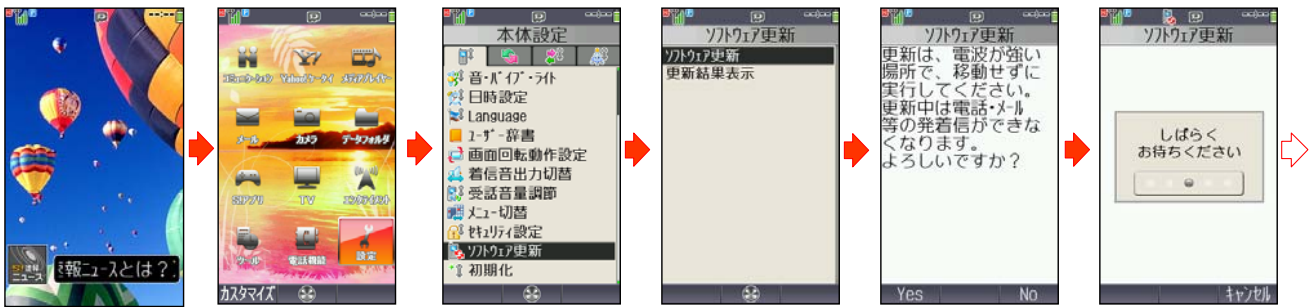 S!速報
ニュース
報ニュースとは?
コミュニケーション
Yahoo!ケータイ
メディアプレイヤー
メール
カメラ
データフォルダ
S!アプリ
TV
エンタテイメント
ツール
電話機能
設定
カスタマイズ
本体設定
音・バイブ・ライト
日時設定
Language
ユーザー辞書
画面回転動作設定
着信音出力切替
受話音量調節
メニュー切替
セキュリティ設定
ソフトウェア更新
初期化
ソフトウェア更新
ソフトウェア更新
更新結果表示
ソフトウェア更新
更新は、電波が強い
場所で、移動せずに
実行してください。
更新中は電話・メール
等の発着信ができな
くなります。
よろしいですか?
Yes
No
ソフトウェア更新
しばらく
お待ちください
キャンセル